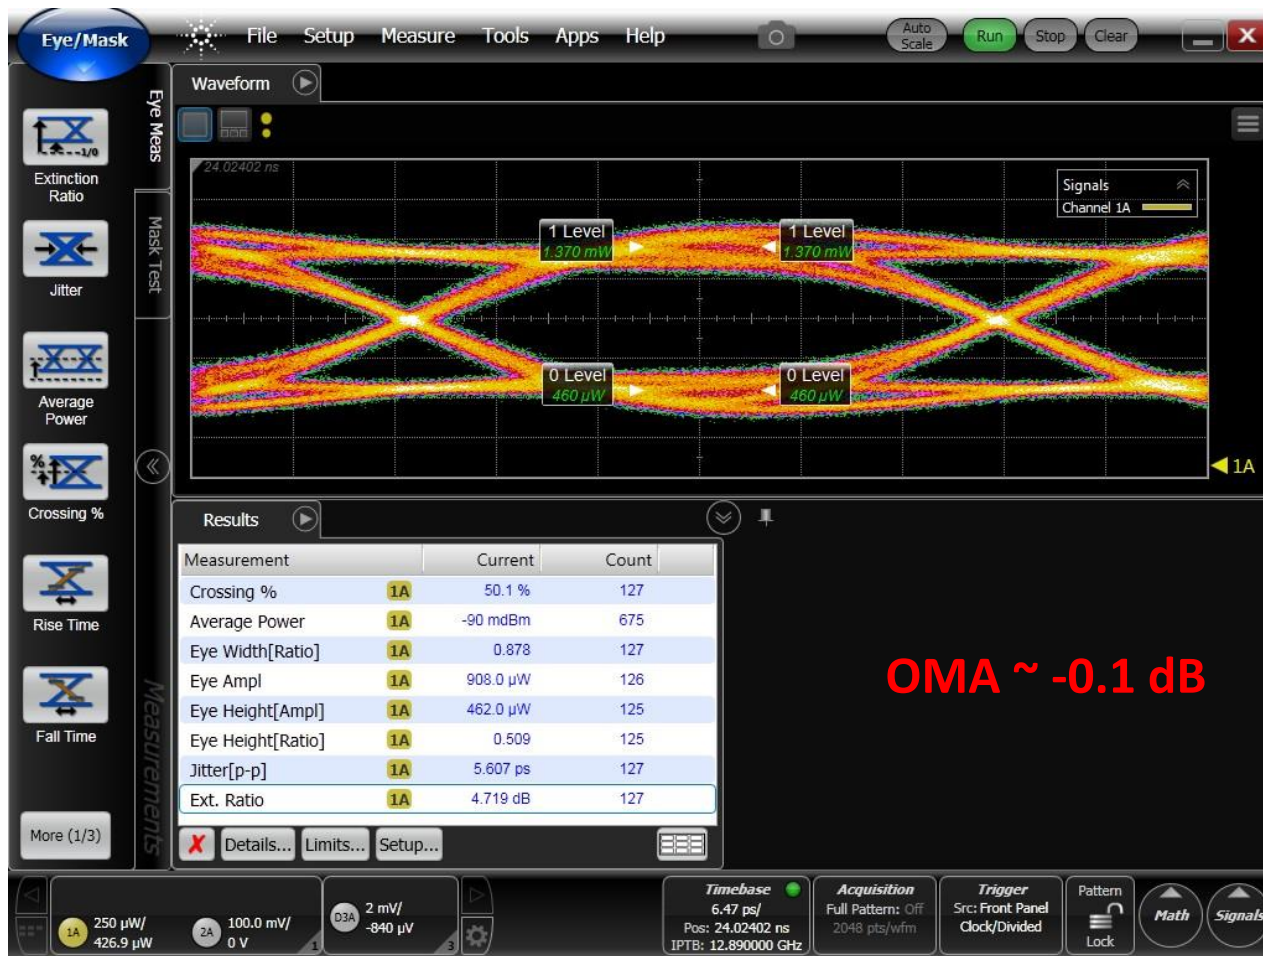 Eye/Mask
File Setup Measure Tools Apps Help
Auto Scale
Run
Stop
Clear
X
Eye Meas
Mask Test
Measurements
1/0
Extinction
Ratio
Jitter
Average
Power
%
Crossing %
Rise Time
Fall Time
More (1/3)
Waveform
24.02402 ns
Signals
Channel 1A
1 Level
1.370 mW
1 Level
1.370 mW
0 Level
460 µW
0 Level
460 µW
1A
Results
Measurement Current Count
Crossing % 1A 50.1 % 127
Average Power 1A -90 mdBm 675
Eye Width[Ratio] 1A 0.878 127
Eye Ampl 1A 908.0 µW 126
Eye Height[Ampl] 1A 462.0 µW 125
Eye Height[Ratio] 1A 0.509 125
Jitter[p-p] 1A 5.607 ps 127
Ext. Ratio 1A 4.719 dB 127
X Details... Limits... Setup...
OMA ~ -0.1 dB
1A 250 µW/
426.9 µW
2A 100.0 mV/
0 V
1
D3A 2 mV/
-840 µV
3
Timebase
6.47 ps/
Pos: 24.02402 ns
IPTB: 12.890000 GHz
Acquisition
Full Pattern: Off
2048 pts/wfm
Trigger
Src: Front Panel
Clock/Divided
Pattern
Lock
Math
Signals